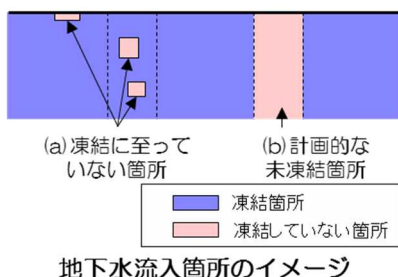 (a)凍結に至って
いない箇所
(b)計画的な
未凍結箇所
凍結箇所
凍結していない箇所
地下水流入箇所のイメージ